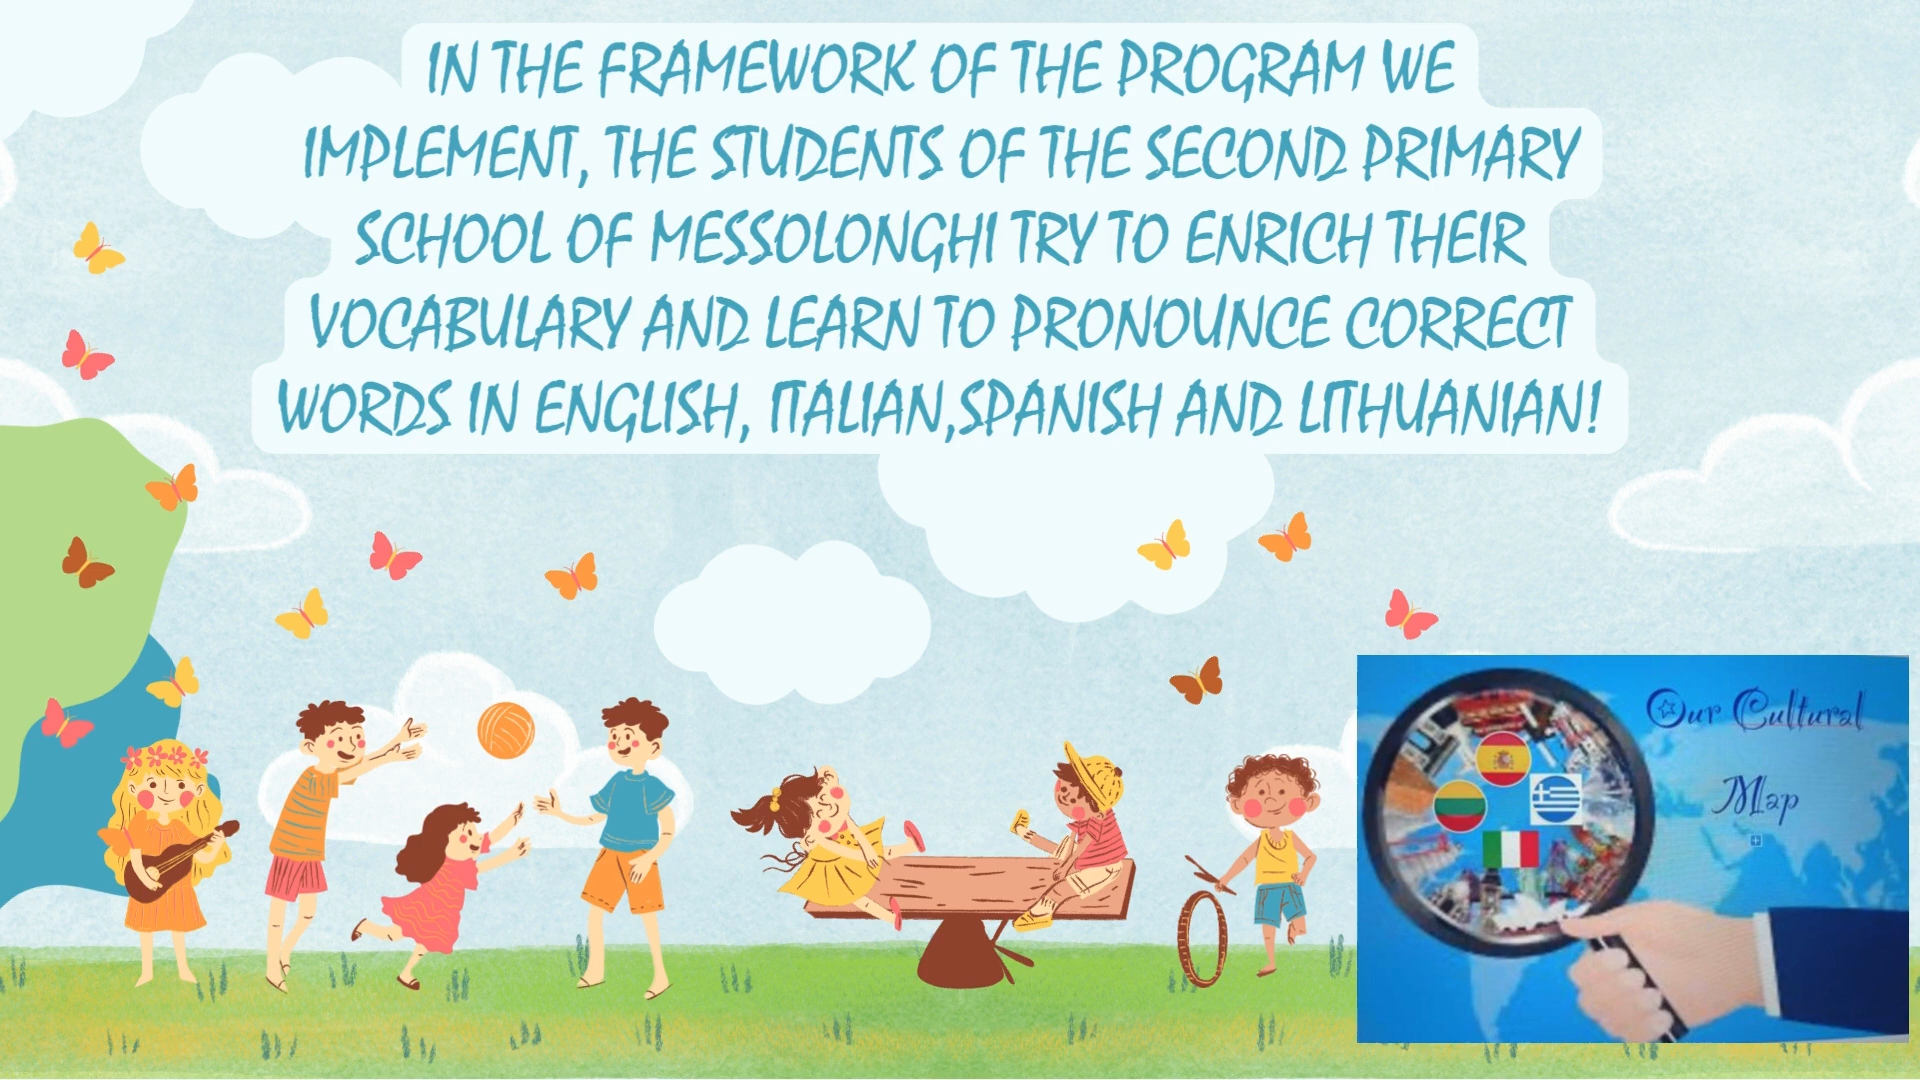 IN THE FRAMEWORK OF THE PROGRAM WE
IMPLEMENT, THE STUDENTS OF THE SECOND PRIMARY
SCHOOL OF MESSOLONGHI TRY TO ENRICH THEIR
VOCABULARY AND LEARN TO PRONOUNCE CORRECT
WORDS IN ENGLISH, ITALIAN,SPANISH AND LITHUANIAN!
Our Cultural
Map